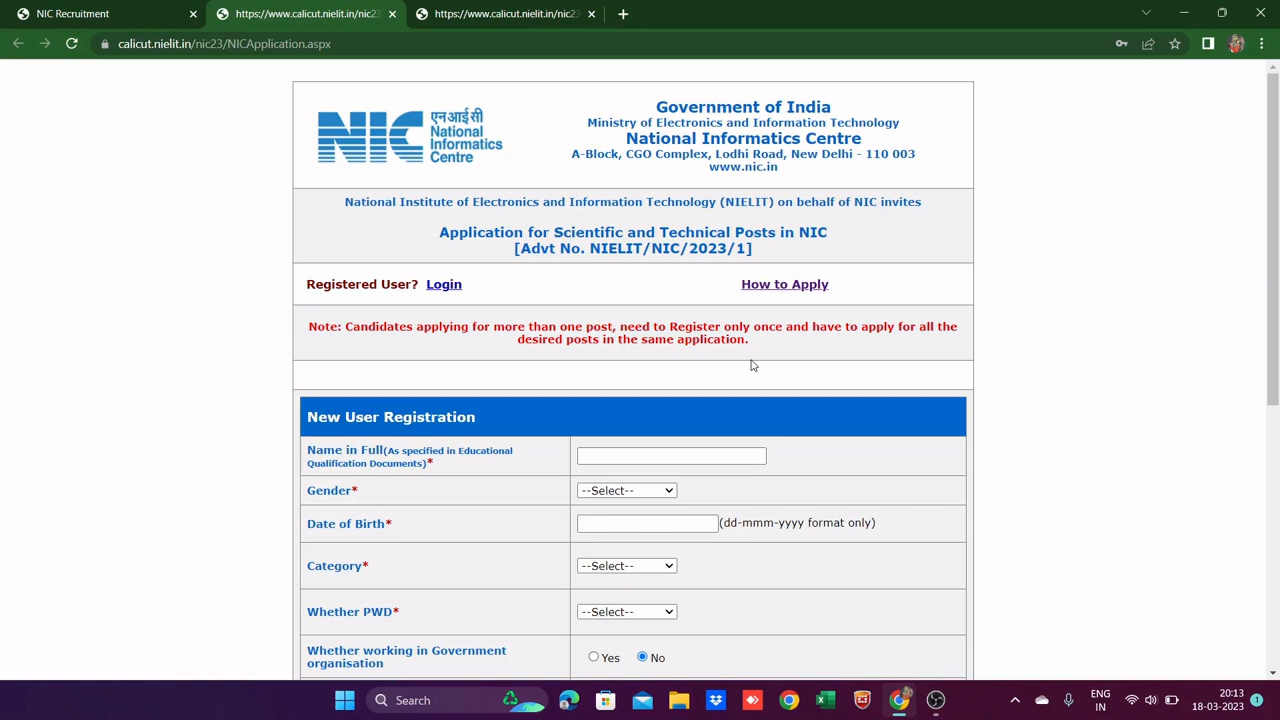 NIC Recruitment
https://www.calicut.nielit.in/nic23
https://www.calicut.nielit.in/nic23
calicut.nielit.in/nic23/NICApplication.aspx
NIC
एनआईसी
National
Informatics
Centre
Government of India
Ministry of Electronics and Information Technology
National Informatics Centre
A-Block, CGO Complex, Lodhi Road, New Delhi - 110 003
www.nic.in
National Institute of Electronics and Information Technology (NIELIT) on behalf of NIC invites
Application for Scientific and Technical Posts in NIC
[Advt No. NIELIT/NIC/2023/1]
Registered User? Login
How to Apply
Note: Candidates applying for more than one post, need to Register only once and have to apply for all the
desired posts in the same application.
New User Registration
Name in Full(As specified in Educational
Qualification Documents)*
Gender*
--Select--
Date of Birth*
(dd-mmm-yyyy format only)
Category*
--Select--
Whether PWD*
--Select--
Whether working in Government
organisation
Yes No
Search
ENG
IN
20:13
18-03-2023
1